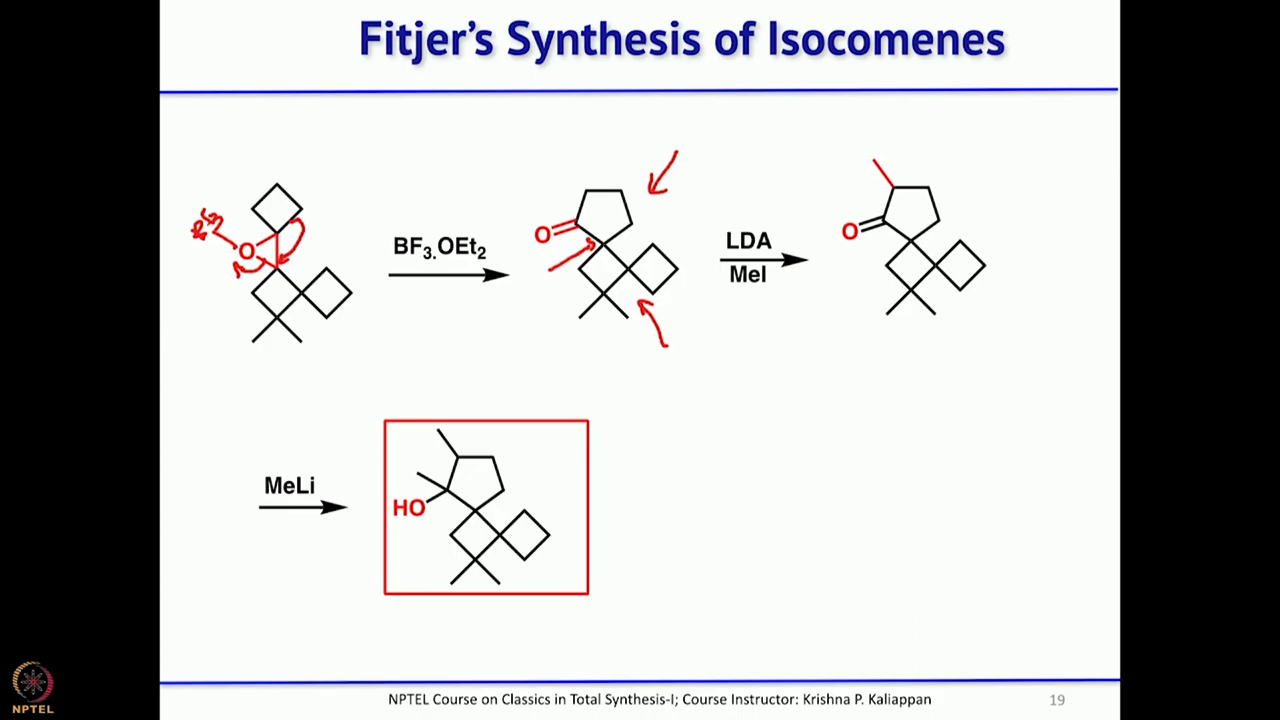 Fitjer's Synthesis of Isocomenes
BF3
O
BF3.OEt2
O
LDA
MeI
O
MeLi
HO
NPTEL
NPTEL Course on Classics in Total Synthesis-I; Course Instructor: Krishna P. Kaliappan
19